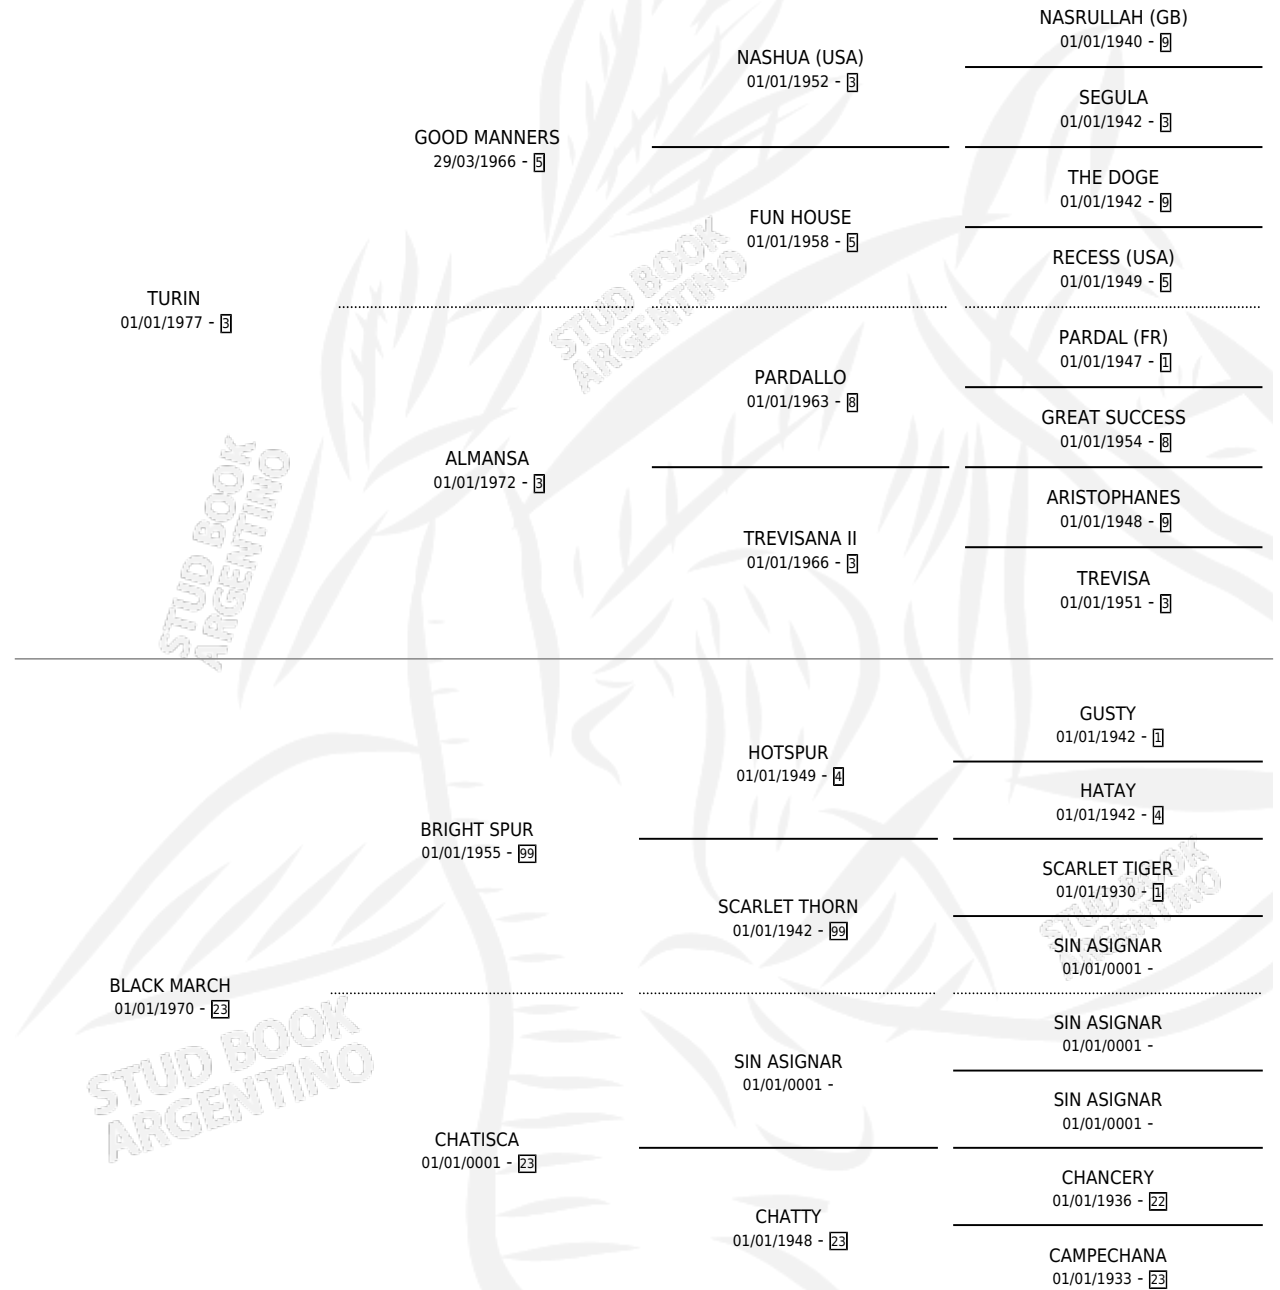 NASRULLAH (GB)
01/01/1940 - 9
NASHUA (USA)
01/01/1952 - 3
SEGULA
01/01/1942 - 3
GOOD MANNERS
29/03/1966 - 5
THE DOGE
01/01/1942 - 9
FUN HOUSE
01/01/1958 - 5
RECESS (USA)
01/01/1949 - 5
TURIN
01/01/1977 - 3
PARDAL (FR)
01/01/1947 - 1
PARDALLO
01/01/1963 - 8
GREAT SUCCESS
01/01/1954 - 8
ALMANSA
01/01/1972 - 3
ARISTOPHANES
01/01/1948 - 9
TREVISANA II
01/01/1966 - 3
TREVISA
01/01/1951 - 3
STUD BOOK
ARGENTINO
STUD BOOK
ARGENTINO
GUSTY
01/01/1942 - 1
HOTSPUR
01/01/1949 - 4
HATAY
01/01/1942 - 4
BRIGHT SPUR
01/01/1955 - 99
SCARLET TIGER
01/01/1930 - 1
SCARLET THORN
01/01/1942 - 99
SIN ASIGNAR
01/01/0001 -
BLACK MARCH
01/01/1970 - 23
SIN ASIGNAR
01/01/0001 -
SIN ASIGNAR
01/01/0001 -
SIN ASIGNAR
01/01/0001 -
CHATISCA
01/01/0001 - 23
CHANCERY
01/01/1936 - 22
CHATTY
01/01/1948 - 23
CAMPECHANA
01/01/1933 - 23
STUD BOOK
ARGENTINO
STUD BOOK
ARGENTINO